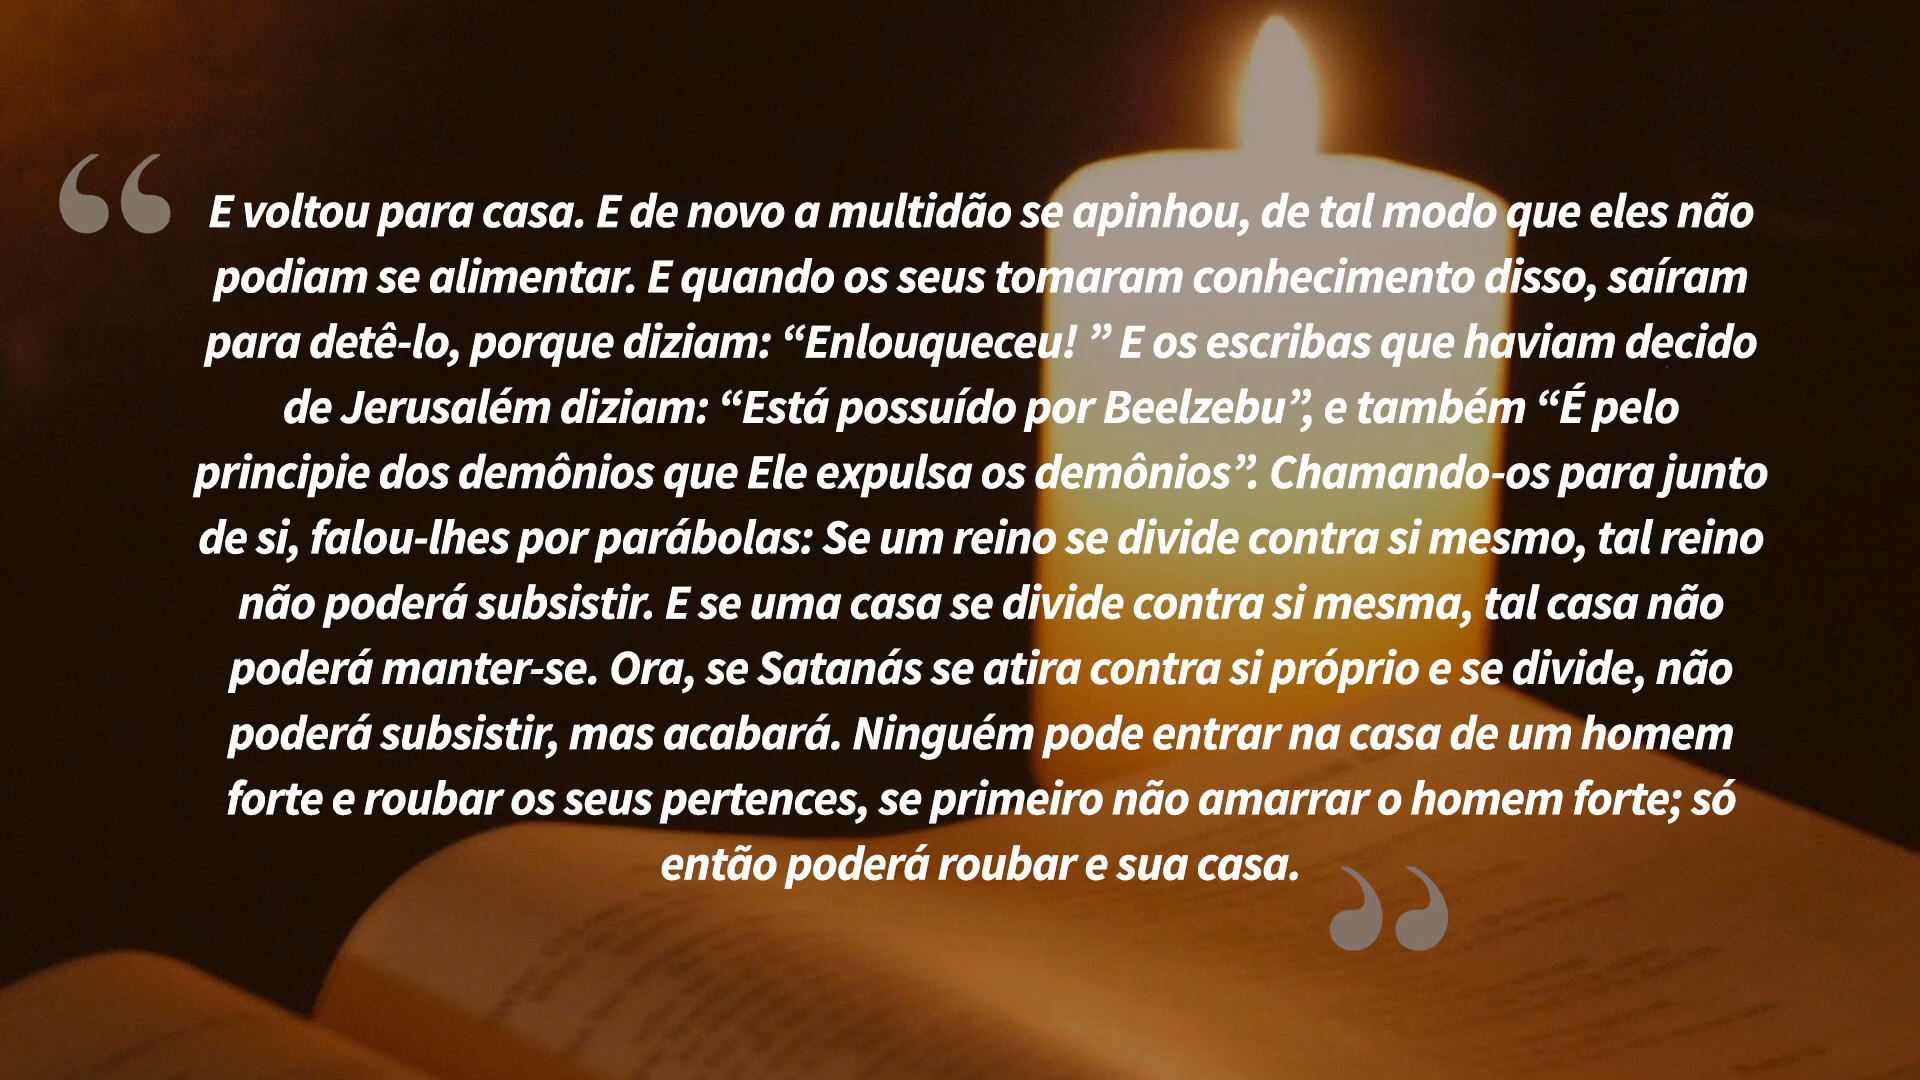 E voltou para casa. E de novo a multidão se apinhou, de tal modo que eles não
podiam se alimentar. E quando os seus tomaram conhecimento disso, saíram
para detê-lo, porque diziam: “Enlouqueceu! ” E os escribas que haviam decido
de Jerusalém diziam: “Está possuído por Beelzebu”, e também “É pelo
principie dos demônios que Ele expulsa os demônios”. Chamando-os para junto
de si, falou-lhes por parábolas: Se um reino se divide contra si mesmo, tal reino
não poderá subsistir. E se uma casa se divide contra si mesma, tal casa não
poderá manter-se. Ora, se Satanás se atira contra si próprio e se divide, não
poderá subsistir, mas acabará. Ninguém pode entrar na casa de um homem
forte e roubar os seus pertences, se primeiro não amarrar o homem forte; só
então poderá roubar e sua casa.